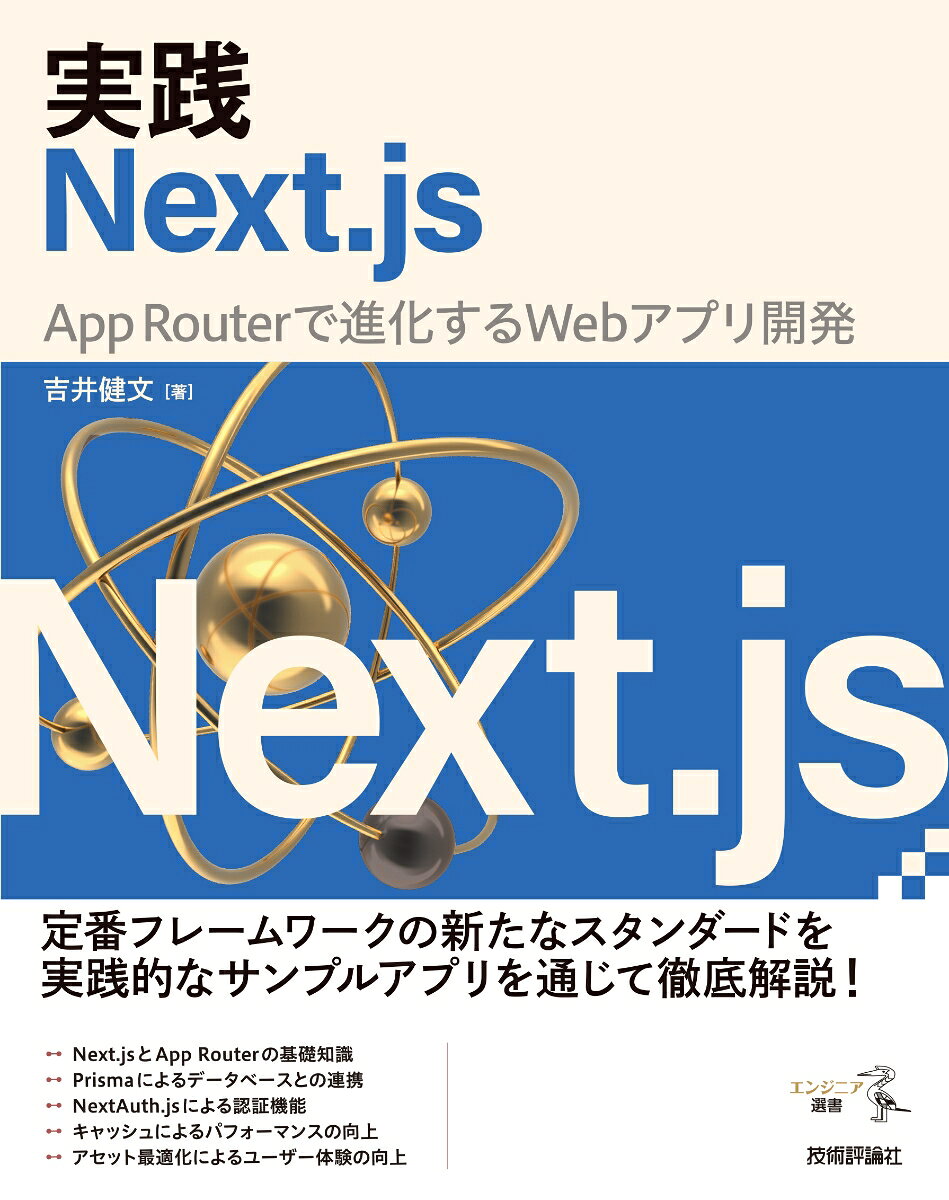 実践
Next.js
App Routerで進化するWebアプリ開発
吉井健文 [著]
Next.js
定番フレームワークの新たなスタンダードを
実践的なサンプルアプリを通じて徹底解説！
Next.jsとApp Routerの基礎知識
Prismaによるデータベースとの連携
NextAuth.jsによる認証機能
キャッシュによるパフォーマンスの向上
アセット最適化によるユーザー体験の向上
エンジニア
選書
技術評論社